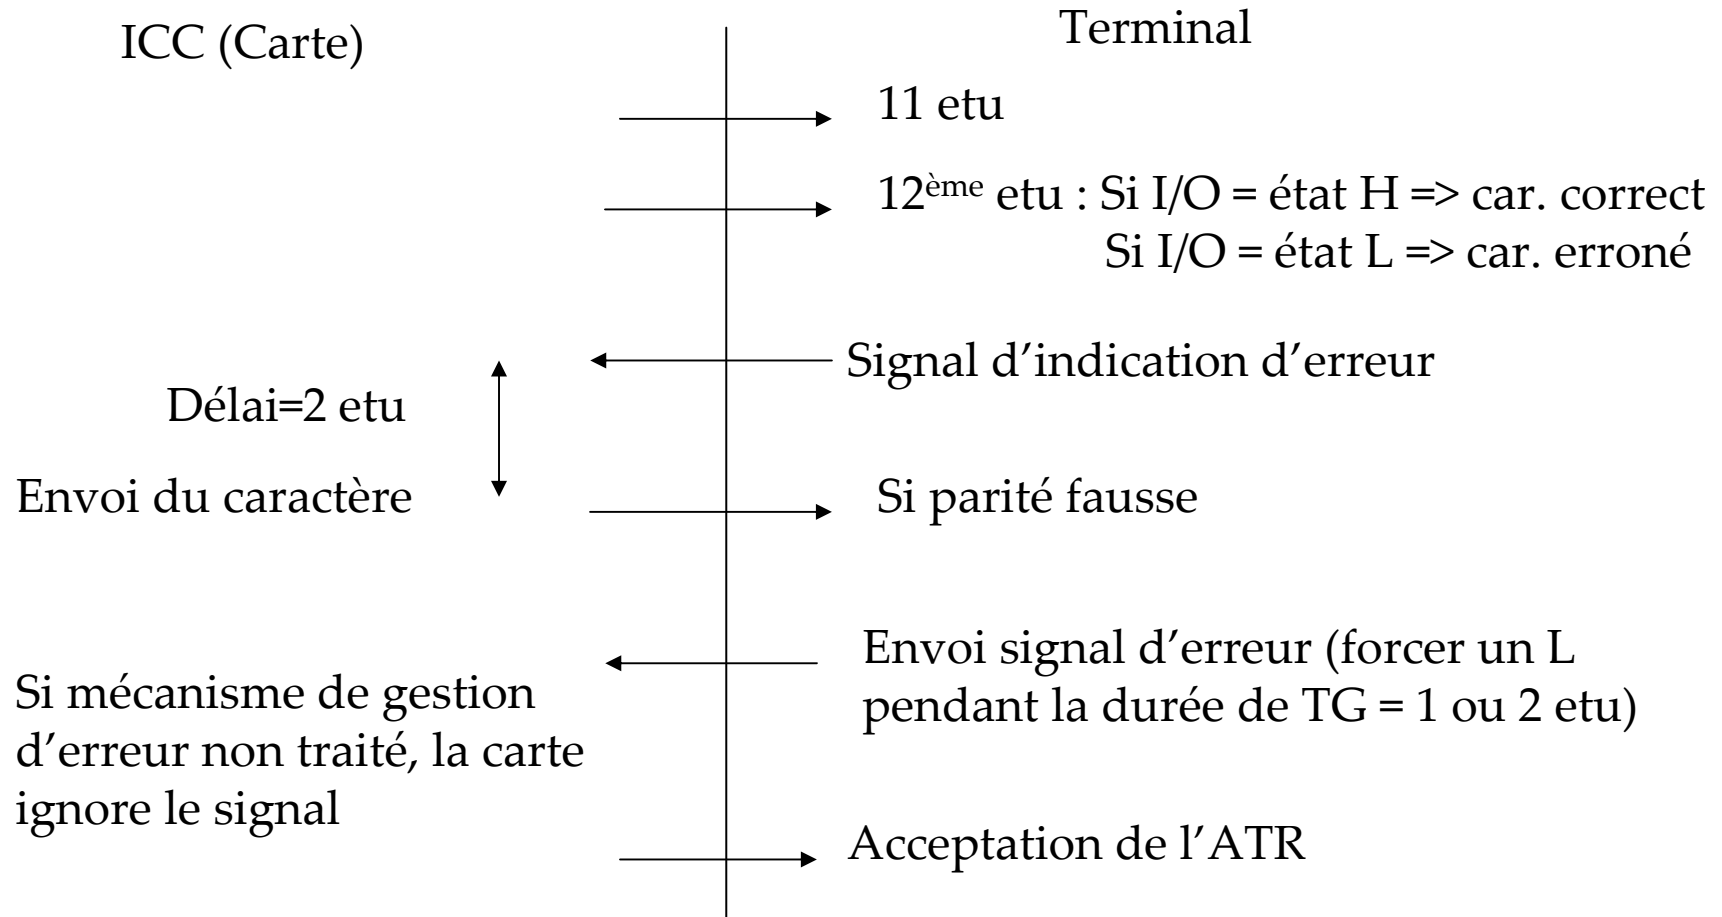 ICC (Carte)
Terminal
11 etu
12ème etu : Si I/O = état H => car. correct
Si I/O = état L => car. erroné
Signal d’indication d’erreur
Délai=2 etu
Envoi du caractère
Si parité fausse
Envoi signal d’erreur (forcer un L
pendant la durée de TG = 1 ou 2 etu)
Si mécanisme de gestion
d’erreur non traité, la carte
ignore le signal
Acceptation de l’ATR